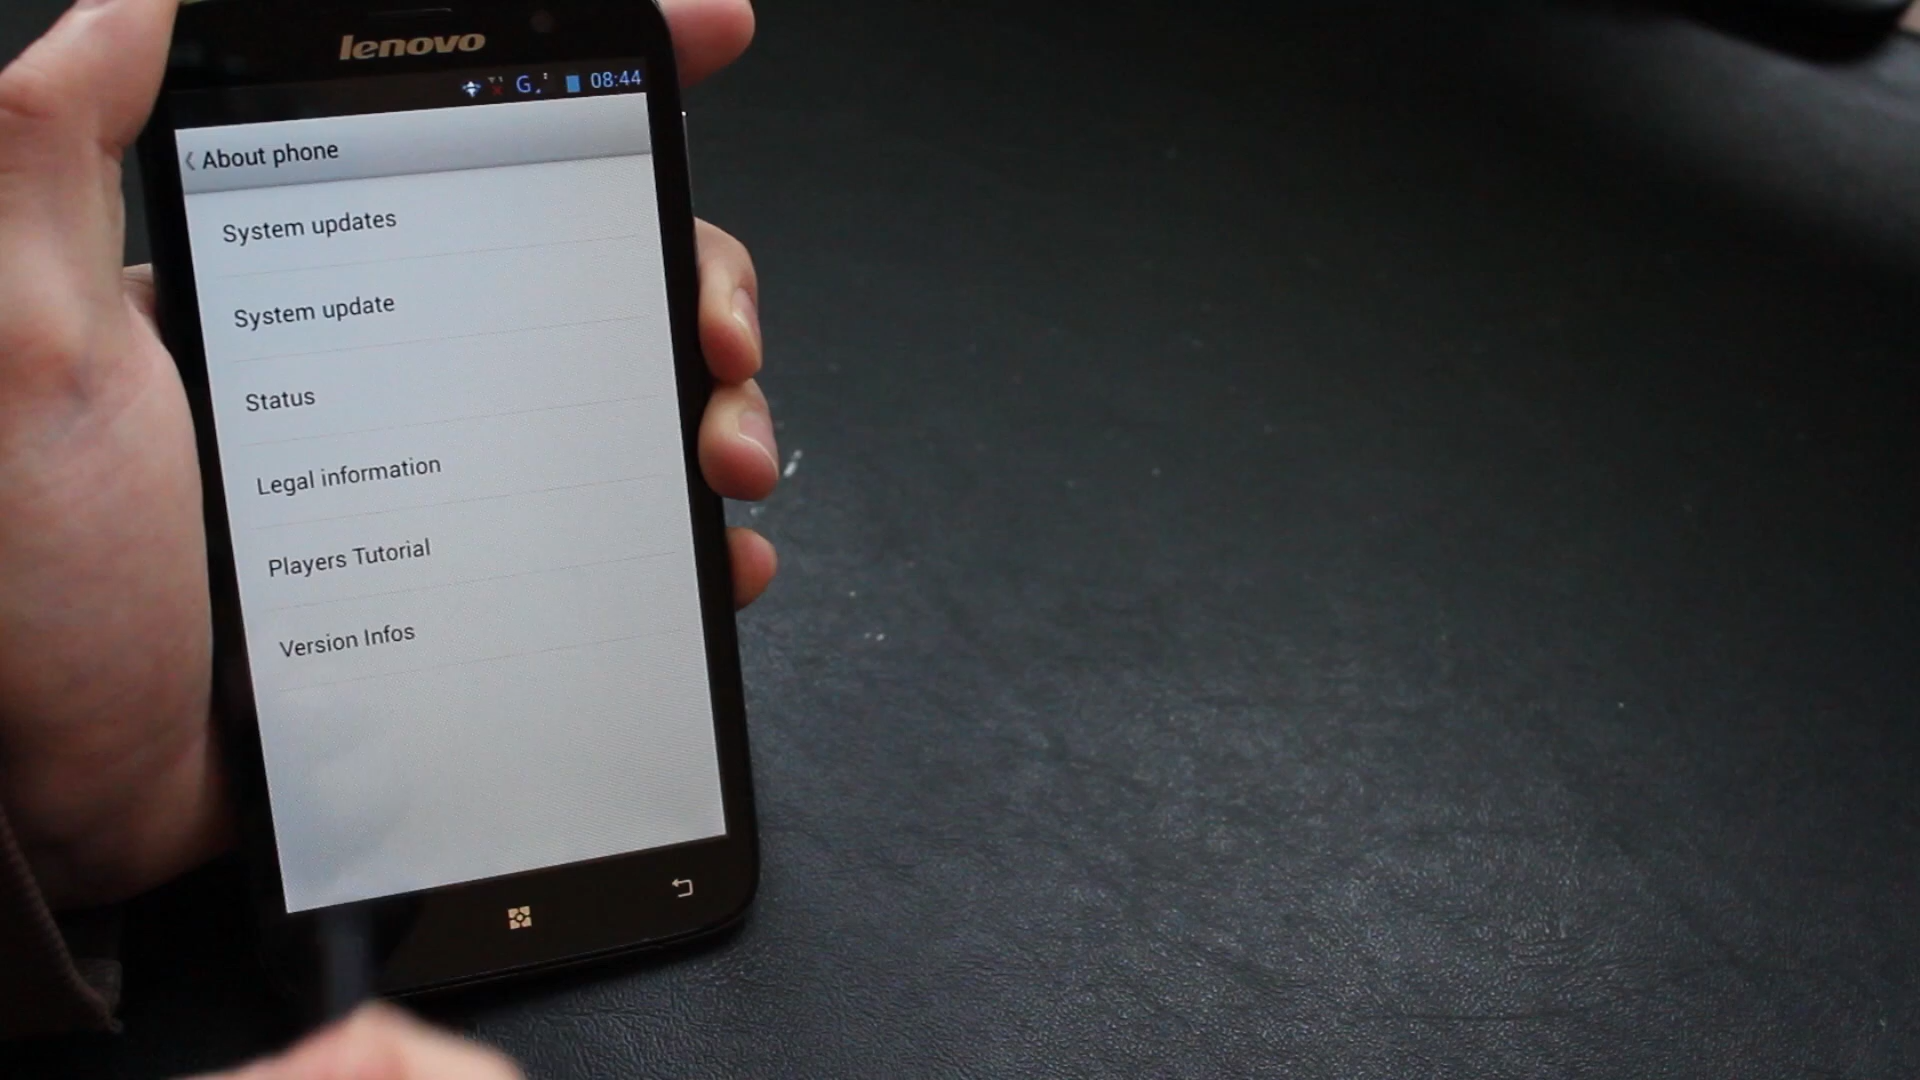 lenovo
G 08:44
About phone
System updates
System update
Status
Legal information
Players Tutorial
Version Infos